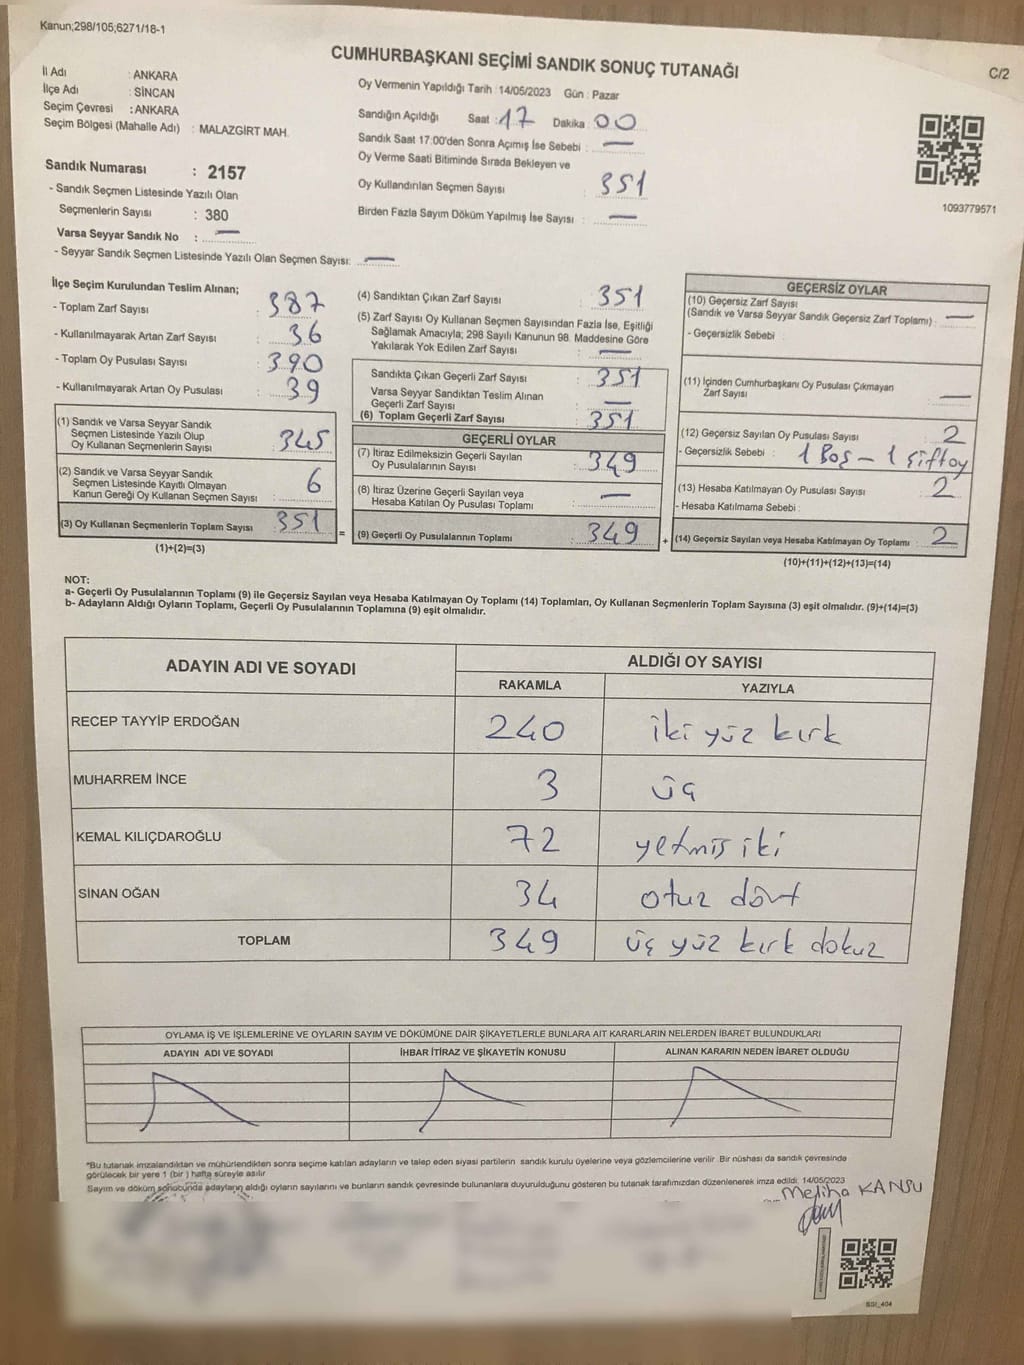 Kanun;298/105;6271/18-1
CUMHURBAŞKANI SEÇİMİ SANDIK SONUÇ TUTANAĞI
C/2
İl Adı : ANKARA
İlçe Adı : SİNCAN
Seçim Çevresi : ANKARA
Seçim Bölgesi (Mahalle Adı) : MALAZGİRT MAH.
Sandık Numarası : 2157
- Sandık Seçmen Listesinde Yazılı Olan
Seçmenlerin Sayısı : 380
Varsa Seyyar Sandık No : —
- Seyyar Sandık Seçmen Listesinde Yazılı Olan Seçmen Sayısı: —
Oy Vermenin Yapıldığı Tarih : 14/05/2023 Gün : Pazar
Sandığın Açıldığı Saat : 17 Dakika 00
Sandık Saat 17:00'den Sonra Açımış İse Sebebi : —
Oy Verme Saati Bitiminde Sırada Bekleyen ve
Oy Kullandırılan Seçmen Sayısı : 351
Birden Fazla Sayım Döküm Yapılmış İse Sayısı : —
1093779571
İlçe Seçim Kurulundan Teslim Alınan;
- Toplam Zarf Sayısı : 387
- Kullanılmayarak Artan Zarf Sayısı : 36
- Toplam Oy Pusulası Sayısı : 390
- Kullanılmayarak Artan Oy Pusulası : 39
(1) Sandık ve Varsa Seyyar Sandık
Seçmen Listesinde Yazılı Olup
Oy Kullanan Seçmenlerin Sayısı : 345
(2) Sandık ve Varsa Seyyar Sandık
Seçmen Listesinde Kayıtlı Olmayan
Kanun Gereği Oy Kullanan Seçmen Sayısı : 6
(3) Oy Kullanan Seçmenlerin Toplam Sayısı : 351
(1)+(2)=(3)
(4) Sandıktan Çıkan Zarf Sayısı : 351
(5) Zarf Sayısı Oy Kullanan Seçmen Sayısından Fazla İse, Eşitliği
Sağlamak Amacıyla; 298 Sayılı Kanunun 98. Maddesine Göre
Yakılarak Yok Edilen Zarf Sayısı : —
Sandıkta Çıkan Geçerli Zarf Sayısı : 351
Varsa Seyyar Sandıktan Teslim Alınan
Geçerli Zarf Sayısı : —
(6) Toplam Geçerli Zarf Sayısı : 351
GEÇERLİ OYLAR
(7) İtiraz Edilmeksizin Geçerli Sayılan
Oy Pusulalarının Sayısı : 349
(8) İtiraz Üzerine Geçerli Sayılan veya
Hesaba Katılan Oy Pusulası Toplamı : —
= (9) Geçerli Oy Pusulalarının Toplamı : 349 +
GEÇERSİZ OYLAR
(10) Geçersiz Zarf Sayısı
(Sandık ve Varsa Seyyar Sandık Geçersiz Zarf Toplamı) : —
- Geçersizlik Sebebi :
(11) İçinden Cumhurbaşkanı Oy Pusulası Çıkmayan
Zarf Sayısı : —
(12) Geçersiz Sayılan Oy Pusulası Sayısı : 2
- Geçersizlik Sebebi : 1 Boş – 1 Çiftoy
(13) Hesaba Katılmayan Oy Pusulası Sayısı : 2
- Hesaba Katılmama Sebebi :
(14) Geçersiz Sayılan veya Hesaba Katılmayan Oy Toplamı : 2
(10)+(11)+(12)+(13)=(14)
NOT:
a- Geçerli Oy Pusulalarının Toplamı (9) ile Geçersiz Sayılan veya Hesaba Katılmayan Oy Toplamı (14) Toplamları, Oy Kullanan Seçmenlerin Toplam Sayısına (3) eşit olmalıdır. (9)+(14)=(3)
b- Adayların Aldığı Oyların Toplamı, Geçerli Oy Pusulalarının Toplamına (9) eşit olmalıdır.
ADAYIN ADI VE SOYADI
ALDIĞI OY SAYISI
RAKAMLA YAZIYLA
RECEP TAYYİP ERDOĞAN 240 iki yüz kırk
MUHARREM İNCE 3 üç
KEMAL KILIÇDAROĞLU 72 yetmiş iki
SİNAN OĞAN 34 otuz dört
TOPLAM 349 üç yüz kırk dokuz
OYLAMA İŞ VE İŞLEMLERİNE VE OYLARIN SAYIM VE DÖKÜMÜNE DAİR ŞİKAYETLERLE BUNLARA AİT KARARLARIN NELERDEN İBARET BULUNDUKLARI
ADAYIN ADI VE SOYADI İHBAR İTİRAZ VE ŞİKAYETİN KONUSU ALINAN KARARIN NEDEN İBARET OLDUĞU
*Bu tutanak imzalandıktan ve mühürlendikten sonra seçime katılan adayların ve talep eden siyasi partilerin sandık kurulu üyelerine veya gözlemcilerine verilir. Bir nüshası da sandık çevresinde
görülecek bir yere 1 (bir ) hafta süreyle asılır.
Sayım ve döküm sonucunda adayların aldığı oyların sayılarını ve bunların sandık çevresinde bulunanlara duyurulduğunu gösteren bu tutanak tarafımızdan düzenlenerek imza edildi. 14/05/2023
Meliha KANSU
BSI_404